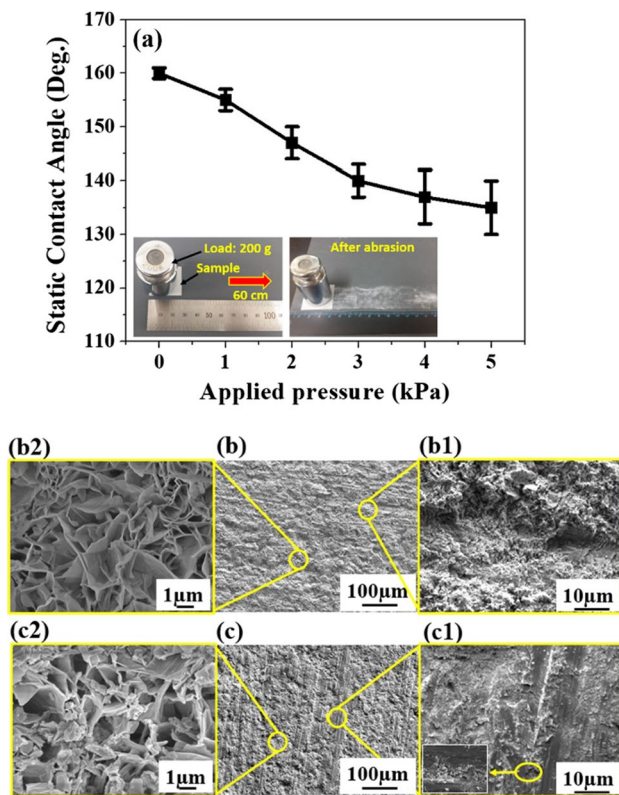 (a)
Static Contact Angle (Deg.)
170
160
150
140
130
120
110
Load: 200 g
Sample
60 cm
After abrasion
0 1 2 3 4 5
Applied pressure (kPa)
(b2) (b) (b1)
1µm 100µm 10µm
(c2) (c) (c1)
1µm 100µm 10µm